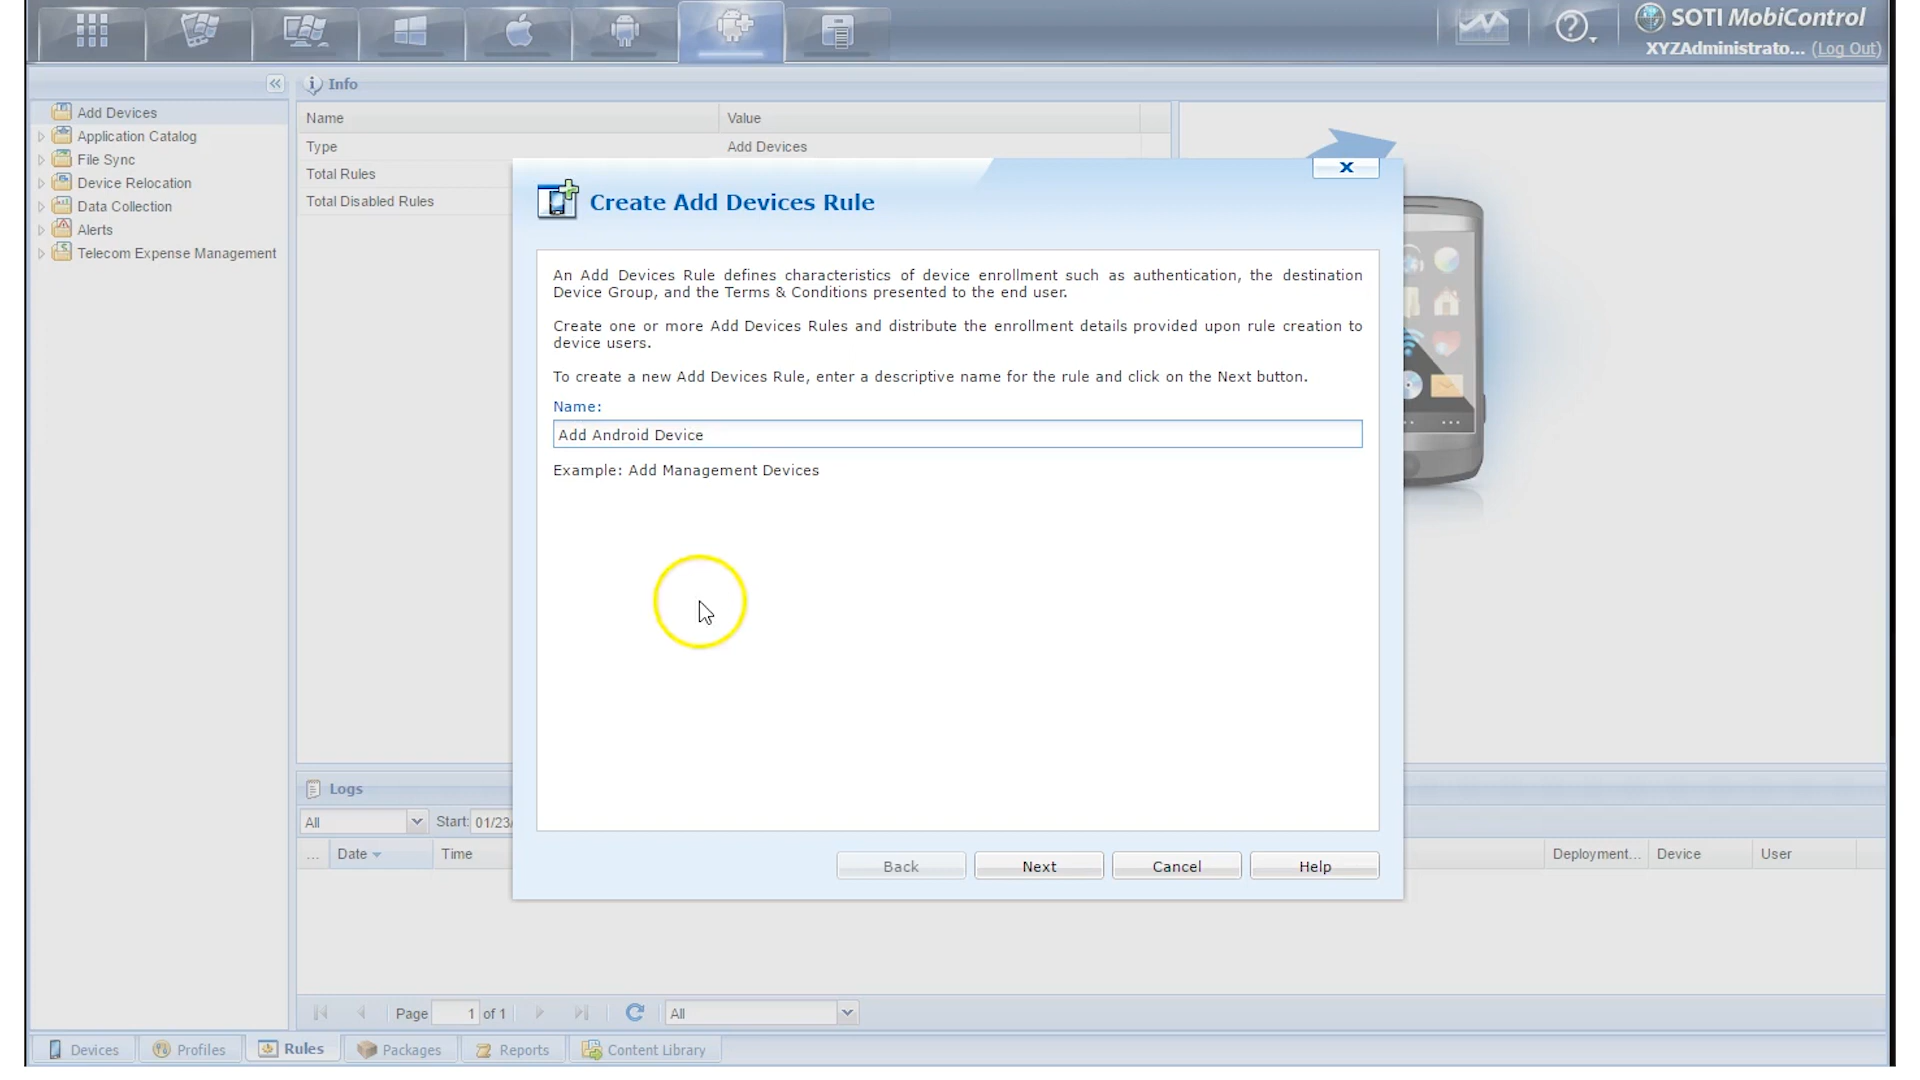 SOTI MobiControl
XYZAdministrato... (Log Out)
Info
Add Devices
Application Catalog
File Sync
Device Relocation
Data Collection
Alerts
Telecom Expense Management
Name Value
Type Add Devices
Total Rules
Total Disabled Rules
x
Create Add Devices Rule
An Add Devices Rule defines characteristics of device enrollment such as authentication, the destination
Device Group, and the Terms & Conditions presented to the end user.
Create one or more Add Devices Rules and distribute the enrollment details provided upon rule creation to
device users.
To create a new Add Devices Rule, enter a descriptive name for the rule and click on the Next button.
Name:
Add Android Device
Example: Add Management Devices
Back Next Cancel Help
Logs
All Start: 01/23/
... Date Time Deployment... Device User
Page 1 of 1 All
Devices Profiles Rules Packages Reports Content Library